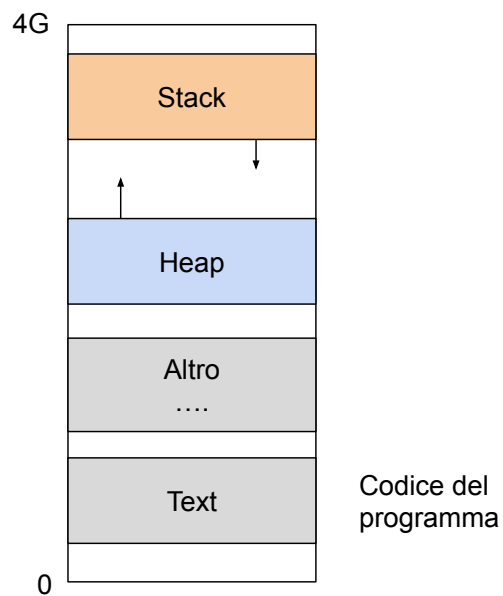 4G
Stack
Heap
Altro
....
Text
Codice del
programma
0